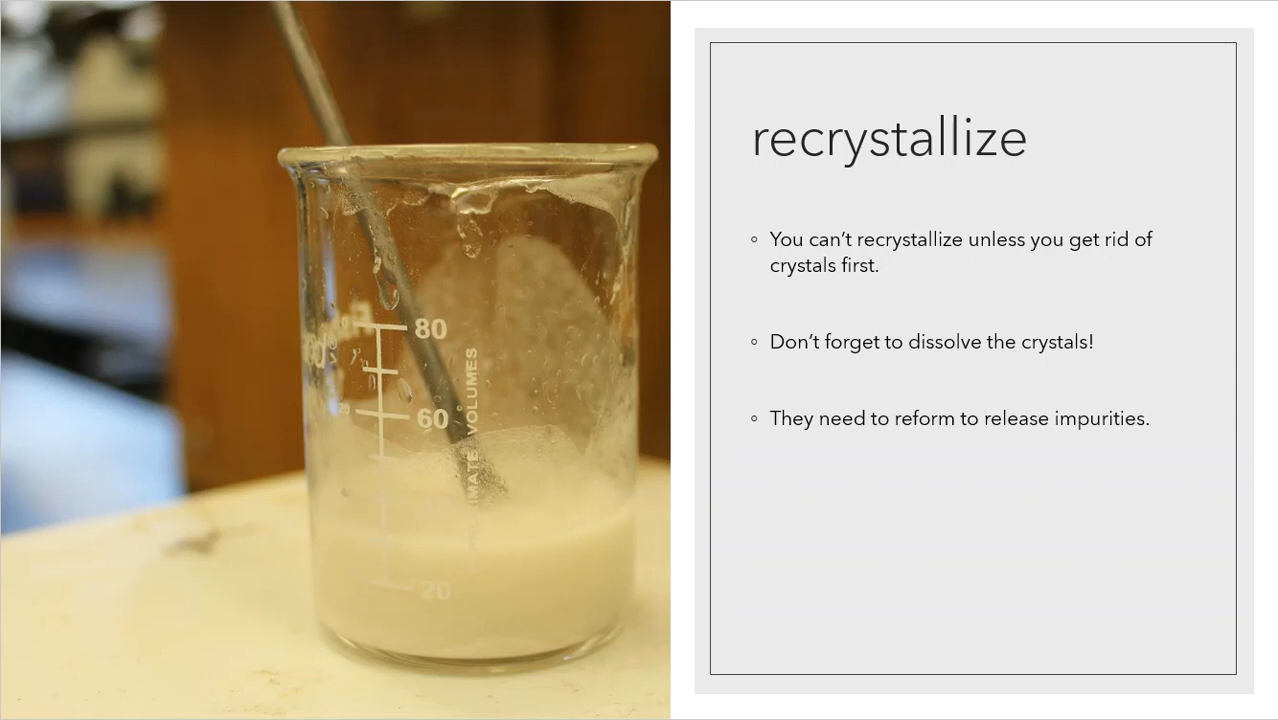 recrystallize
You can't recrystallize unless you get rid of
crystals first.
Don't forget to dissolve the crystals!
They need to reform to release impurities.
80
60
20
VOLUMES